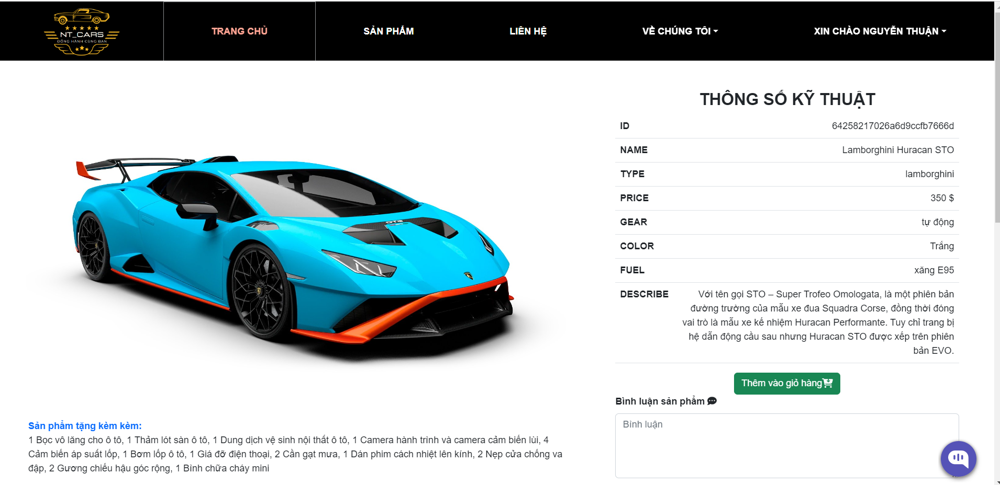 NT_CARS
ĐỒNG HÀNH CÙNG BẠN
TRANG CHỦ
SẢN PHẨM
LIÊN HỆ
VỀ CHÚNG TÔI
XIN CHÀO NGUYỄN THUẬN
THÔNG SỐ KỸ THUẬT
ID 64258217026a6d9ccfb7666d
NAME Lamborghini Huracan STO
TYPE lamborghini
PRICE 350 $
GEAR tự động
COLOR Trắng
FUEL xăng E95
DESCRIBE Với tên gọi STO – Super Trofeo Omologata, là một phiên bản
đường trường của mẫu xe đua Squadra Corse, đồng thời đóng
vai trò là mẫu xe kế nhiệm Huracan Performante. Tuy chỉ trang bị
hệ dẫn động cầu sau nhưng Huracan STO được xếp trên phiên
bản EVO.
Thêm vào giỏ hàng
Bình luận sản phẩm
Bình luận
Sản phẩm tặng kèm kèm:
1 Bọc vô lăng cho ô tô, 1 Thảm lót sàn ô tô, 1 Dung dịch vệ sinh nội thất ô tô, 1 Camera hành trình và camera cảm biến lùi, 4
Cảm biến áp suất lốp, 1 Bơm lốp ô tô, 1 Giá đỡ điện thoại, 2 Cần gạt mưa, 1 Dán phim cách nhiệt lên kính, 2 Nẹp cửa chống va
đập, 2 Gương chiếu hậu góc rộng, 1 Bình chữa cháy mini